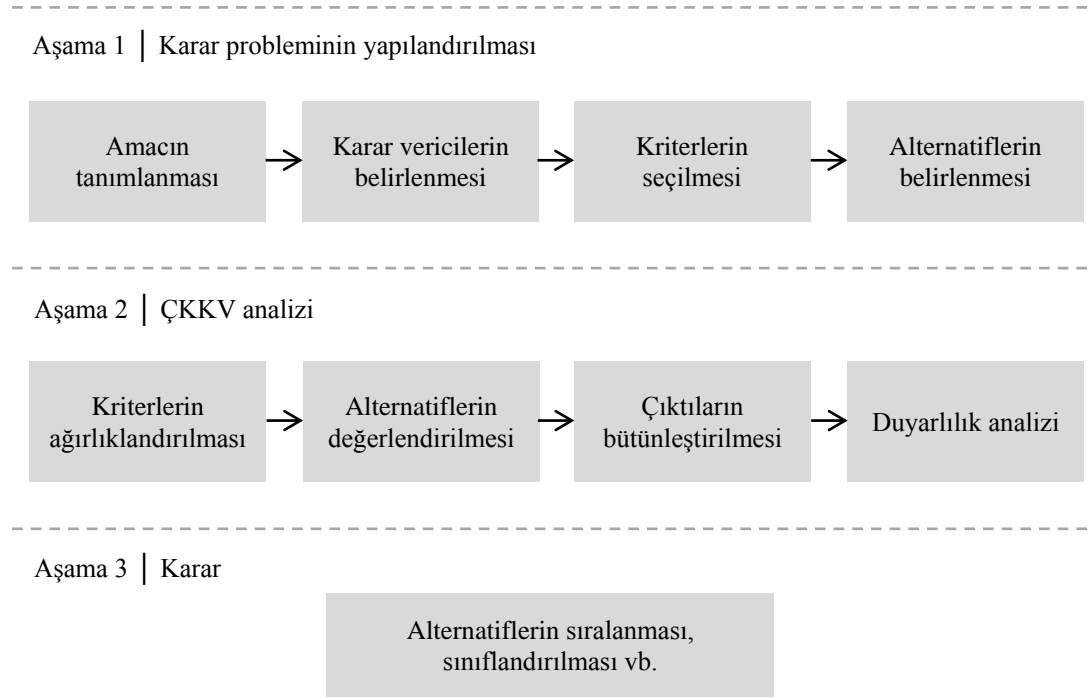 Aşama 1 | Karar probleminin yapılandırılması
Amacın
tanımlanması
Karar vericilerin
belirlenmesi
Kriterlerin
seçilmesi
Alternatiflerin
belirlenmesi
Aşama 2 | ÇKKV analizi
Kriterlerin
ağırlıklandırılması
Alternatiflerin
değerlendirilmesi
Çıktıların
bütünleştirilmesi
Duyarlılık analizi
Aşama 3 | Karar
Alternatiflerin sıralanması,
sınıflandırılması vb.